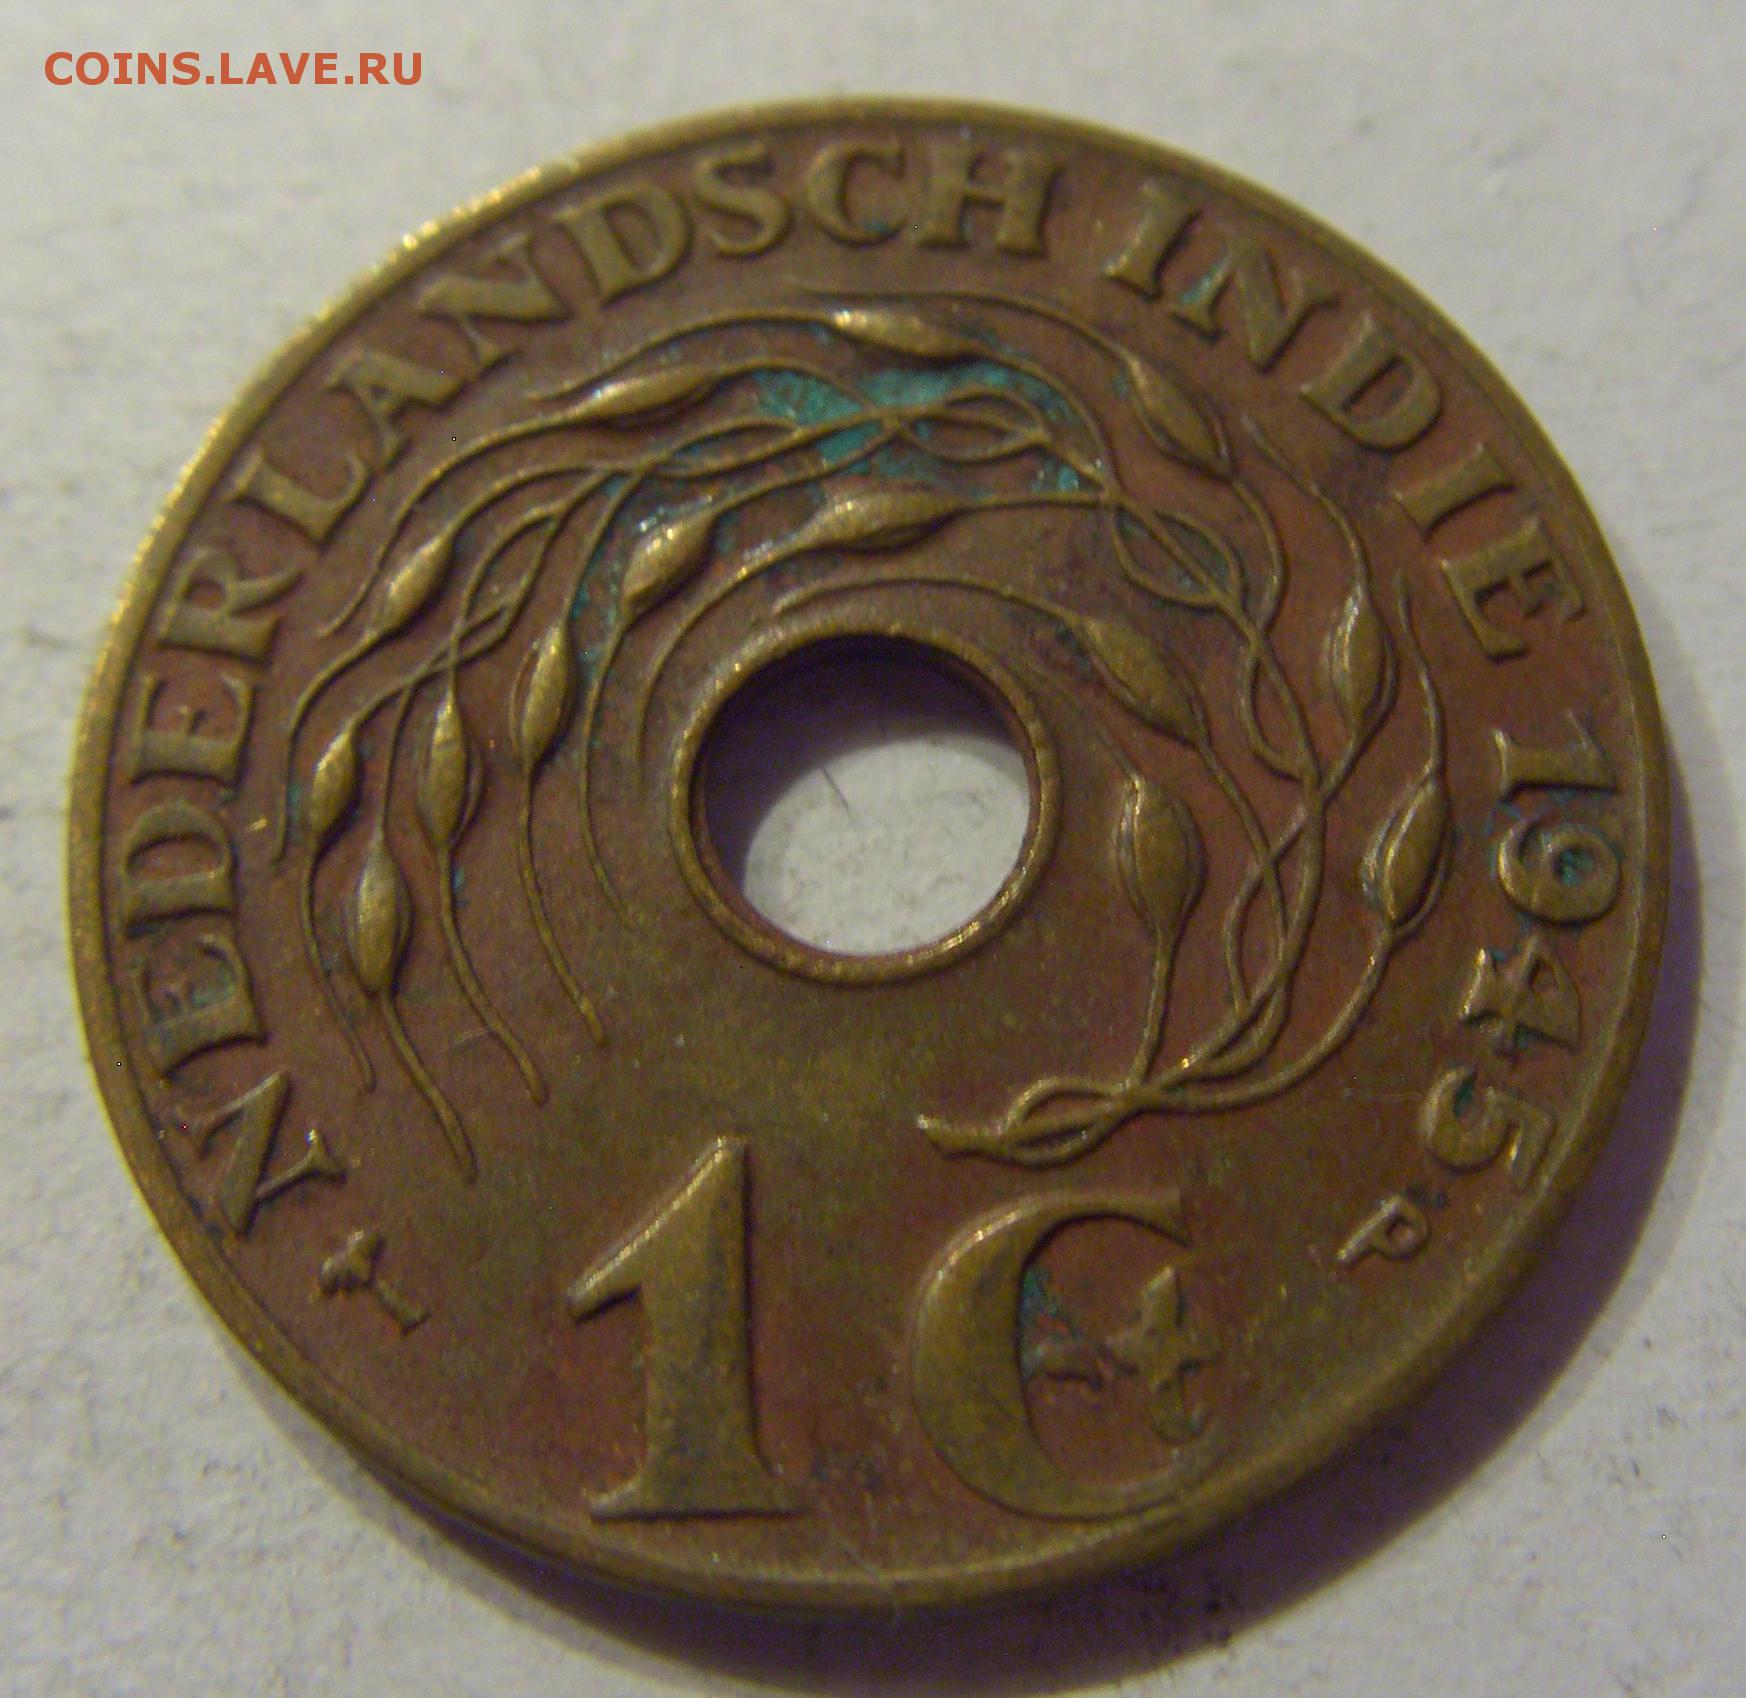 COINS.LAVE.RU
NEDERLANDSCH INDIE 1945 P
1 C